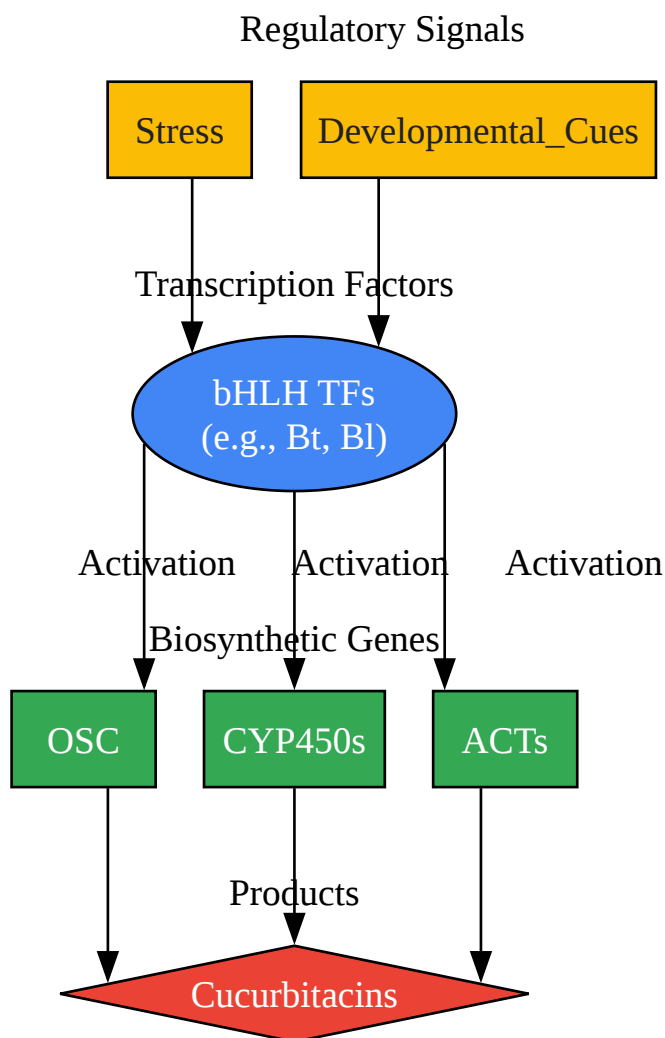 Regulatory Signals
Stress
Developmental_Cues
Transcription Factors
bHLH TFs
(e.g., Bt, Bl)
Activation
Activation
Activation
Biosynthetic Genes
OSC
CYP450s
ACTs
Products
Cucurbitacins